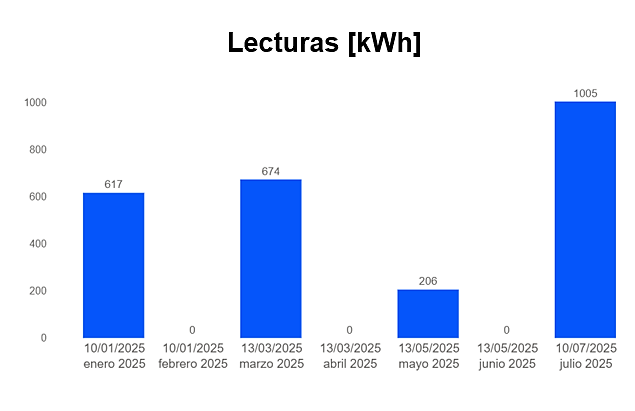 Lecturas [kWh]
1000
800
600
400
200
0
617
0
674
0
206
0
1005
10/01/2025
enero 2025
10/01/2025
febrero 2025
13/03/2025
marzo 2025
13/03/2025
abril 2025
13/05/2025
mayo 2025
13/05/2025
junio 2025
10/07/2025
julio 2025